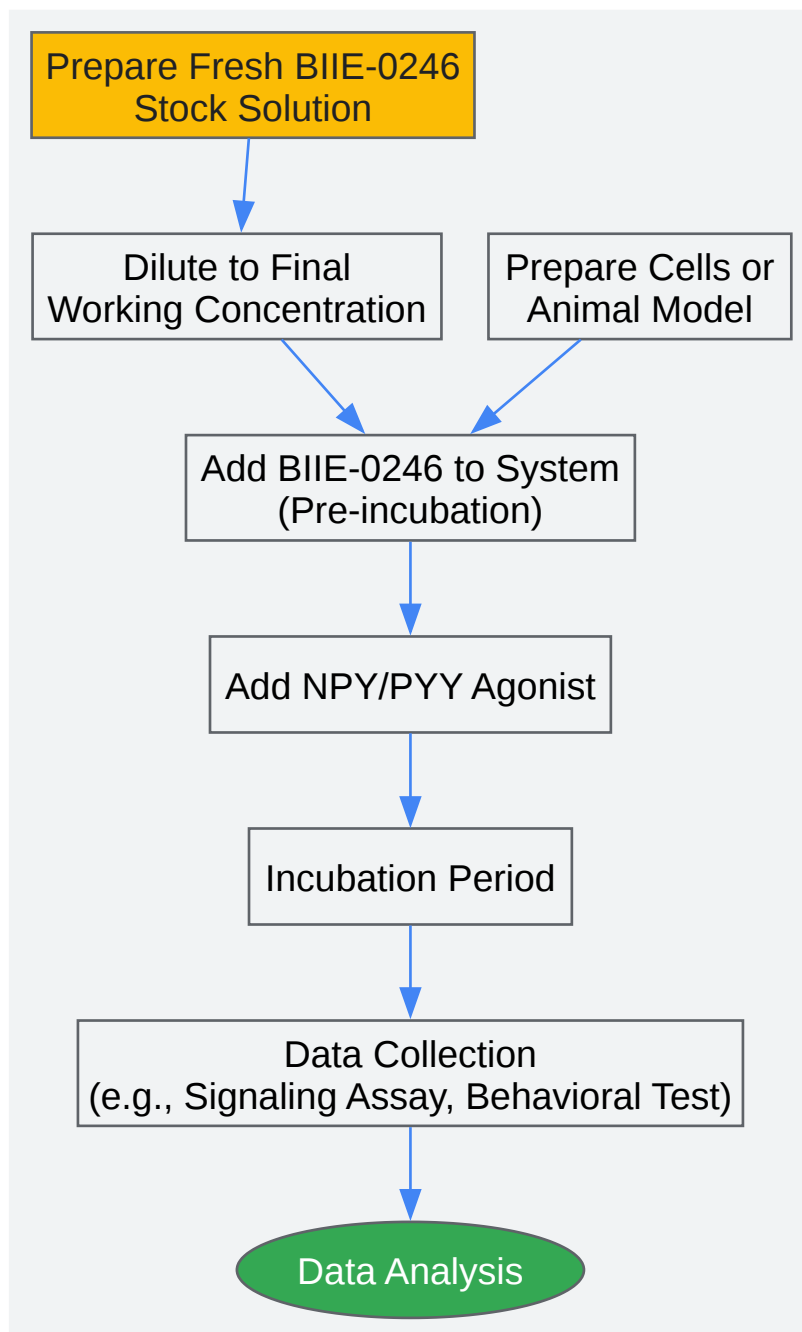 Prepare Fresh BIIE-0246
Stock Solution
Dilute to Final
Working Concentration
Prepare Cells or
Animal Model
Add BIIE-0246 to System
(Pre-incubation)
Add NPY/PYY Agonist
Incubation Period
Data Collection
(e.g., Signaling Assay, Behavioral Test)
Data Analysis